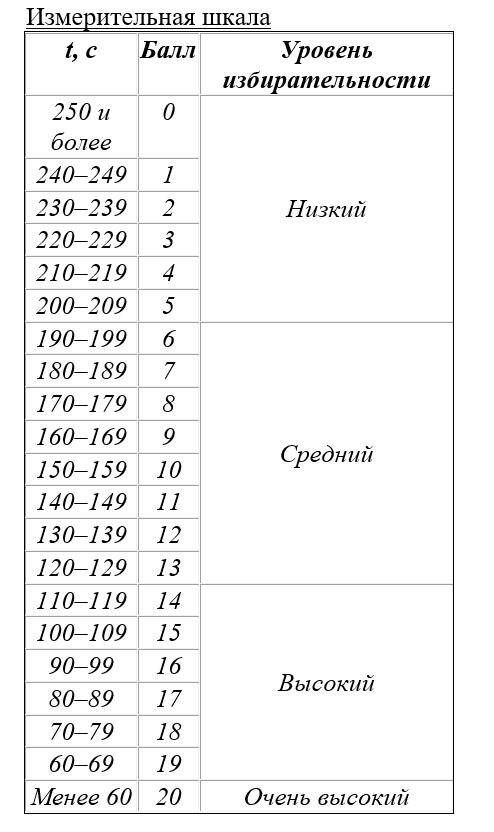 Измерительная шкала
t, с Балл Уровень
избирательности
250 и 0
более
240–249 1
230–239 2
Низкий
220–229 3
210–219 4
200–209 5
190–199 6
180–189 7
170–179 8
160–169 9
Средний
150–159 10
140–149 11
130–139 12
120–129 13
110–119 14
100–109 15
90–99 16
Высокий
80–89 17
70–79 18
60–69 19
Менее 60 20 Очень высокий